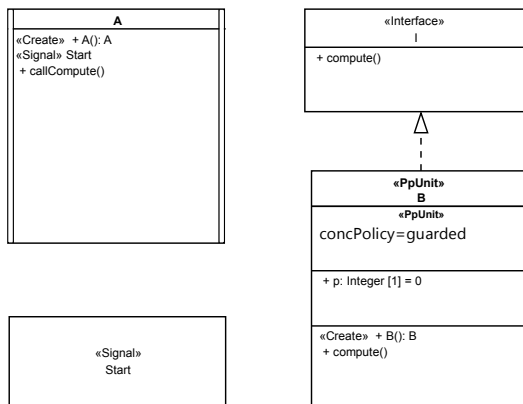 A
«Create» + A(): A
«Signal» Start
+ callCompute()
«Interface»
I
+ compute()
«PpUnit»
B
«PpUnit»
concPolicy=guarded
+ p: Integer [1] = 0
«Create» + B(): B
+ compute()
«Signal»
Start